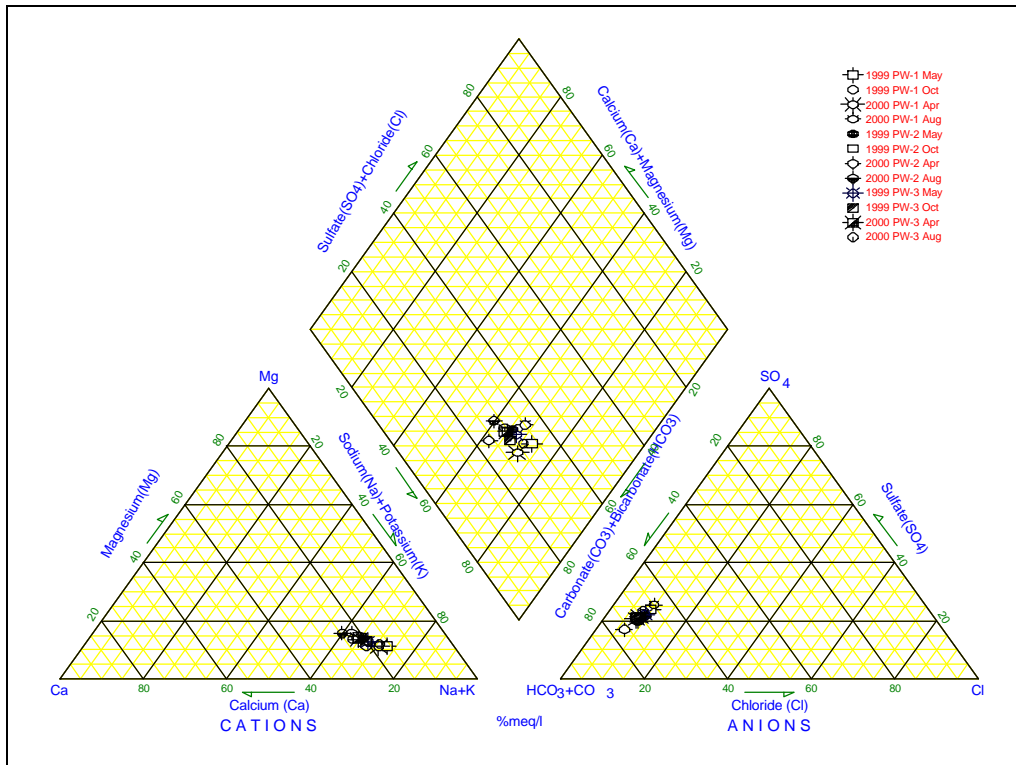 80
80
60
60
40
40
20
20
Sulfate(SO4)+Chloride(Cl)
Calcium(Ca)+Magnesium(Mg)
1999 PW-1 May
1999 PW-1 Oct
2000 PW-1 Apr
2000 PW-1 Aug
1999 PW-2 May
1999 PW-2 Oct
2000 PW-2 Apr
2000 PW-2 Aug
1999 PW-3 May
1999 PW-3 Oct
2000 PW-3 Apr
2000 PW-3 Aug
20
20
40
40
60
60
80
80
Carbonate(CO3)+Bicarbonate(HCO3)
Mg
80
20
60
40
40
60
20
80
Magnesium(Mg)
Sodium(Na)+Potassium(K)
Ca
80
60
40
20
Na+K
Calcium (Ca)
CATIONS
%meq/l
SO4
40
60
60
40
80
20
Sulfate(SO4)
HCO3+CO3
20
40
60
80
Cl
Chloride (Cl)
ANIONS